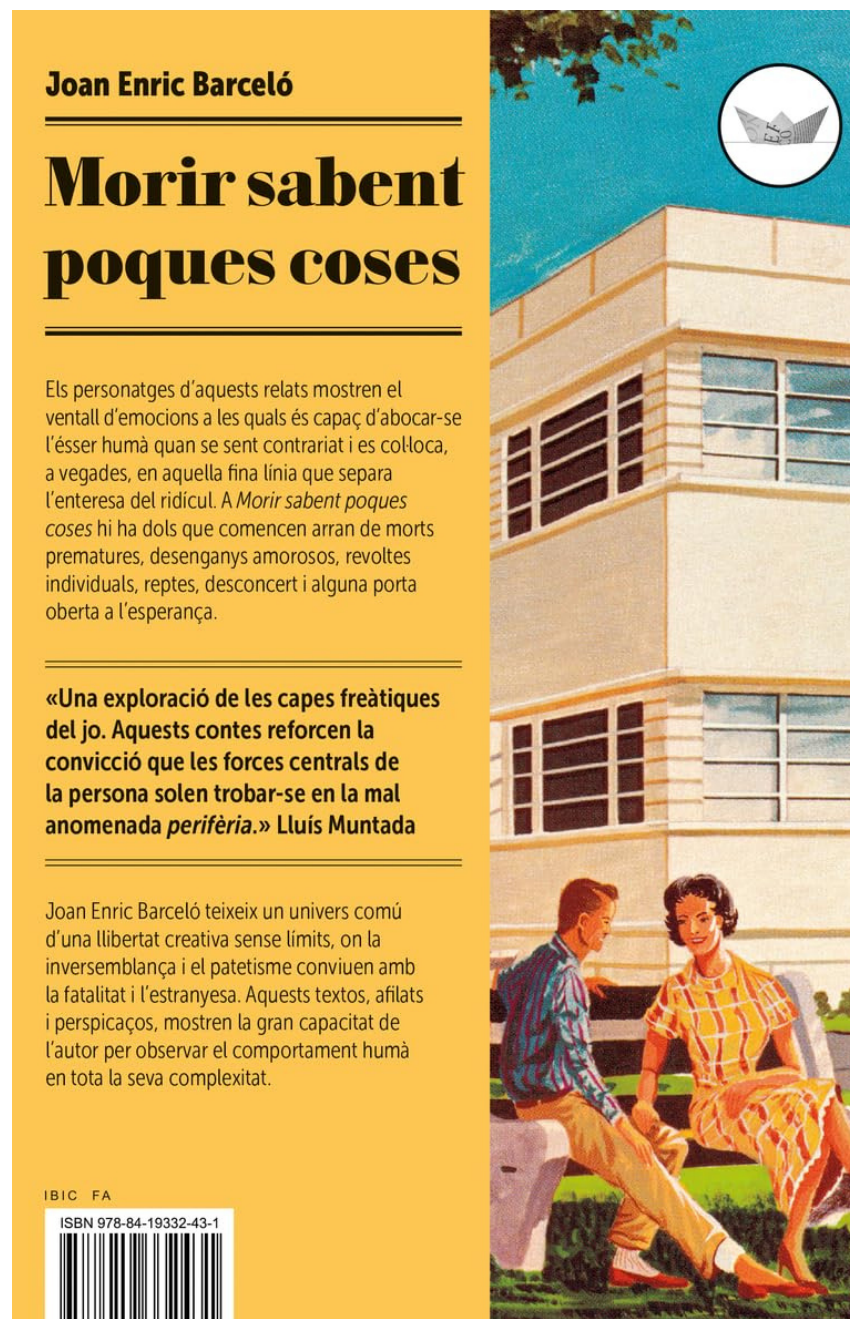 Joan Enric Barceló
Morir sabent
poques coses
Els personatges d’aquests relats mostren el
ventall d’emocions a les quals és capaç d’abocar-se
l’ésser humà quan se sent contrariat i es col·loca,
a vegades, en aquella fina línia que separa
l’enteresa del ridícul. A Morir sabent poques
coses hi ha dols que comencen arran de morts
prematures, desenganys amorosos, revoltes
individuals, reptes, desconcert i alguna porta
oberta a l’esperança.
«Una exploració de les capes freàtiques
del jo. Aquests contes reforcen la
convicció que les forces centrals de
la persona solen trobar-se en la mal
anomenada perifèria.» Lluís Muntada
Joan Enric Barceló teixeix un univers comú
d’una llibertat creativa sense límits, on la
inversemblança i el patetisme conviuen amb
la fatalitat i l’estranyesa. Aquests textos, afilats
i perspicaços, mostren la gran capacitat de
l’autor per observar el comportament humà
en tota la seva complexitat.
IBIC FA
ISBN 978-84-19332-43-1